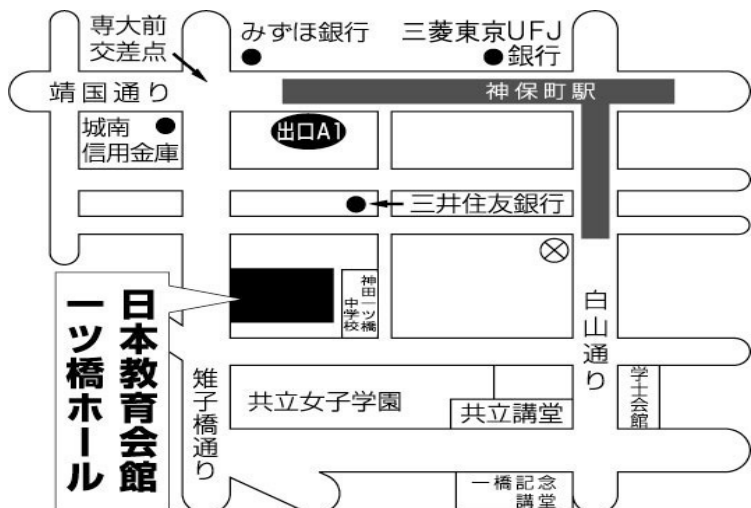 専大前
交差点
みずほ銀行
三菱東京UFJ
銀行
靖国通り
神保町駅
城南
信用金庫
出口A1
三井住友銀行
日本教育会館
一ツ橋ホール
神田一ツ橋
中学校
白山通り
雉子橋通り
共立女子学園
共立講堂
学士会館
一橋記念
講堂